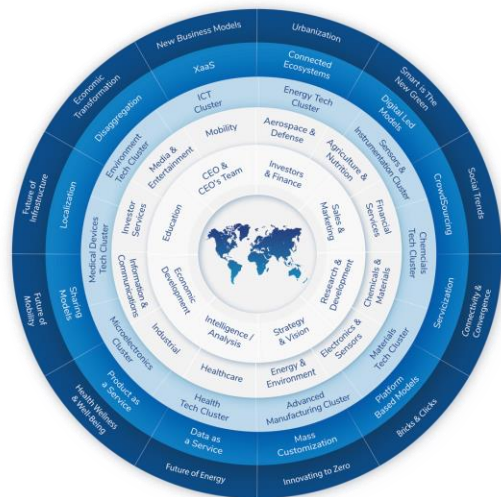 New Business Models
Urbanization
Smart is The
New Green
Social Trends
Connectivity &
Convergence
Bricks & Clicks
Innovating to Zero
Future of Energy
Health Wellness
& Well-Being
Future of
Mobility
Future of
Infrastructure
Economic
Transformation
XaaS
Connected
Ecosystems
Digital Led
Models
CrowdSourcing
Servicization
Platform
Based Models
Mass
Customization
Data as
a Service
Product as
a Service
Sharing
Models
Localization
Disaggregation
ICT
Cluster
Energy Tech
Cluster
Sensors &
Instrumentation Cluster
Chemcials
Tech Cluster
Materials
Tech Cluster
Advanced
Manufacturing Cluster
Health
Tech Cluster
Microelectronics
Cluster
Medical Devices
Tech Cluster
Environment
Tech Cluster
Mobility
Aerospace &
Defense
Agriculture &
Nutrition
Financial
Services
Chemicals &
Materials
Electronics &
Sensors
Energy &
Environment
Healthcare
Industrial
Information &
Communications
Investor
Services
Media &
Entertainment
CEO &
CEO's Team
Investors
& Finance
Sales &
Marketing
Research &
Development
Strategy
& Vision
Intelligence /
Analysis
Economic
Development
Education